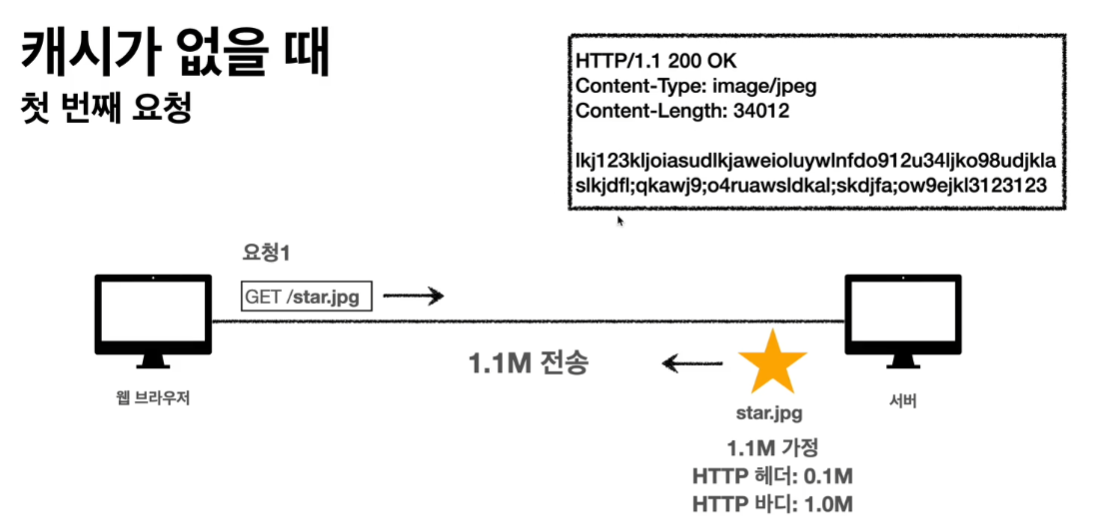 캐시가 없을 때
첫 번째 요청
HTTP/1.1 200 OK
Content-Type: image/jpeg
Content-Length: 34012
lkj123kljoiasudlkjaweioluywlnfdo912u34ljko98udjkla
slkjdfl;qkawj9;o4ruawsldkal;skdjfa;ow9ejkl3123123
요청1
GET /star.jpg
1.1M 전송
웹 브라우저
서버
star.jpg
1.1M 가정
HTTP 헤더: 0.1M
HTTP 바디: 1.0M